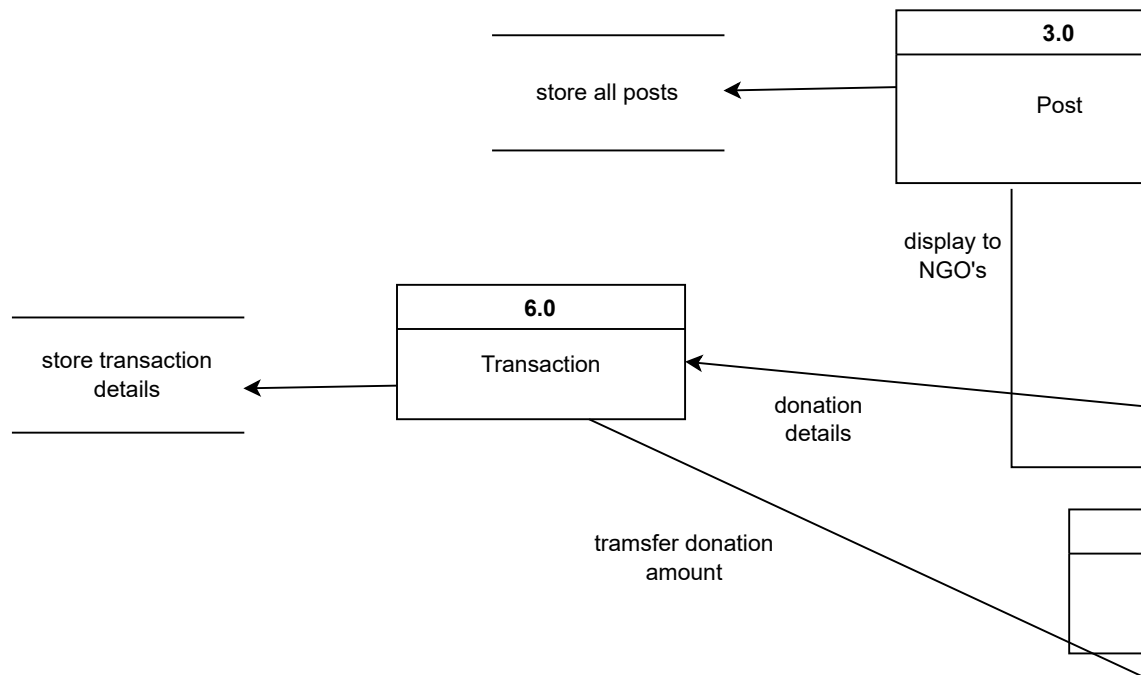 3.0
store all posts
Post
display to
NGO's
6.0
store transaction
details
Transaction
donation
details
tramsfer donation
amount